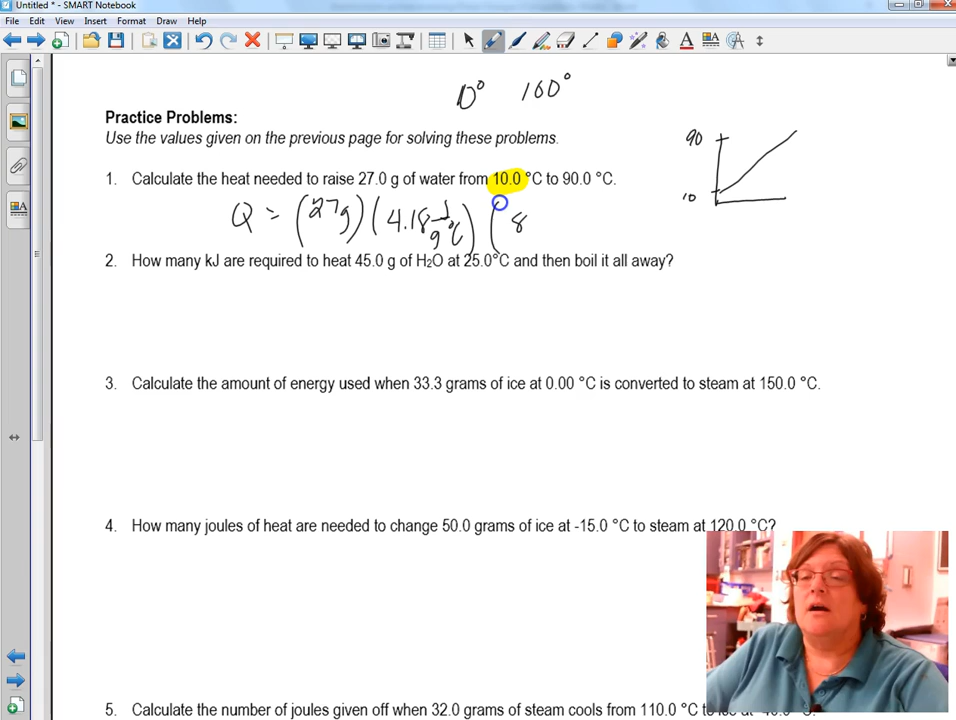 Untitled * - SMART Notebook
File Edit View Insert Format Draw Help
0° 100°
Practice Problems:
Use the values given on the previous page for solving these problems.
90
10
1. Calculate the heat needed to raise 27.0 g of water from 10.0 °C to 90.0 °C.
Q = (27g) (4.18 J/g°C) (8
2. How many kJ are required to heat 45.0 g of H₂O at 25.0°C and then boil it all away?
3. Calculate the amount of energy used when 33.3 grams of ice at 0.00 °C is converted to steam at 150.0 °C.
4. How many joules of heat are needed to change 50.0 grams of ice at -15.0 °C to steam at 120.0 °C?
5. Calculate the number of joules given off when 32.0 grams of steam cools from 110.0 °C to ice at